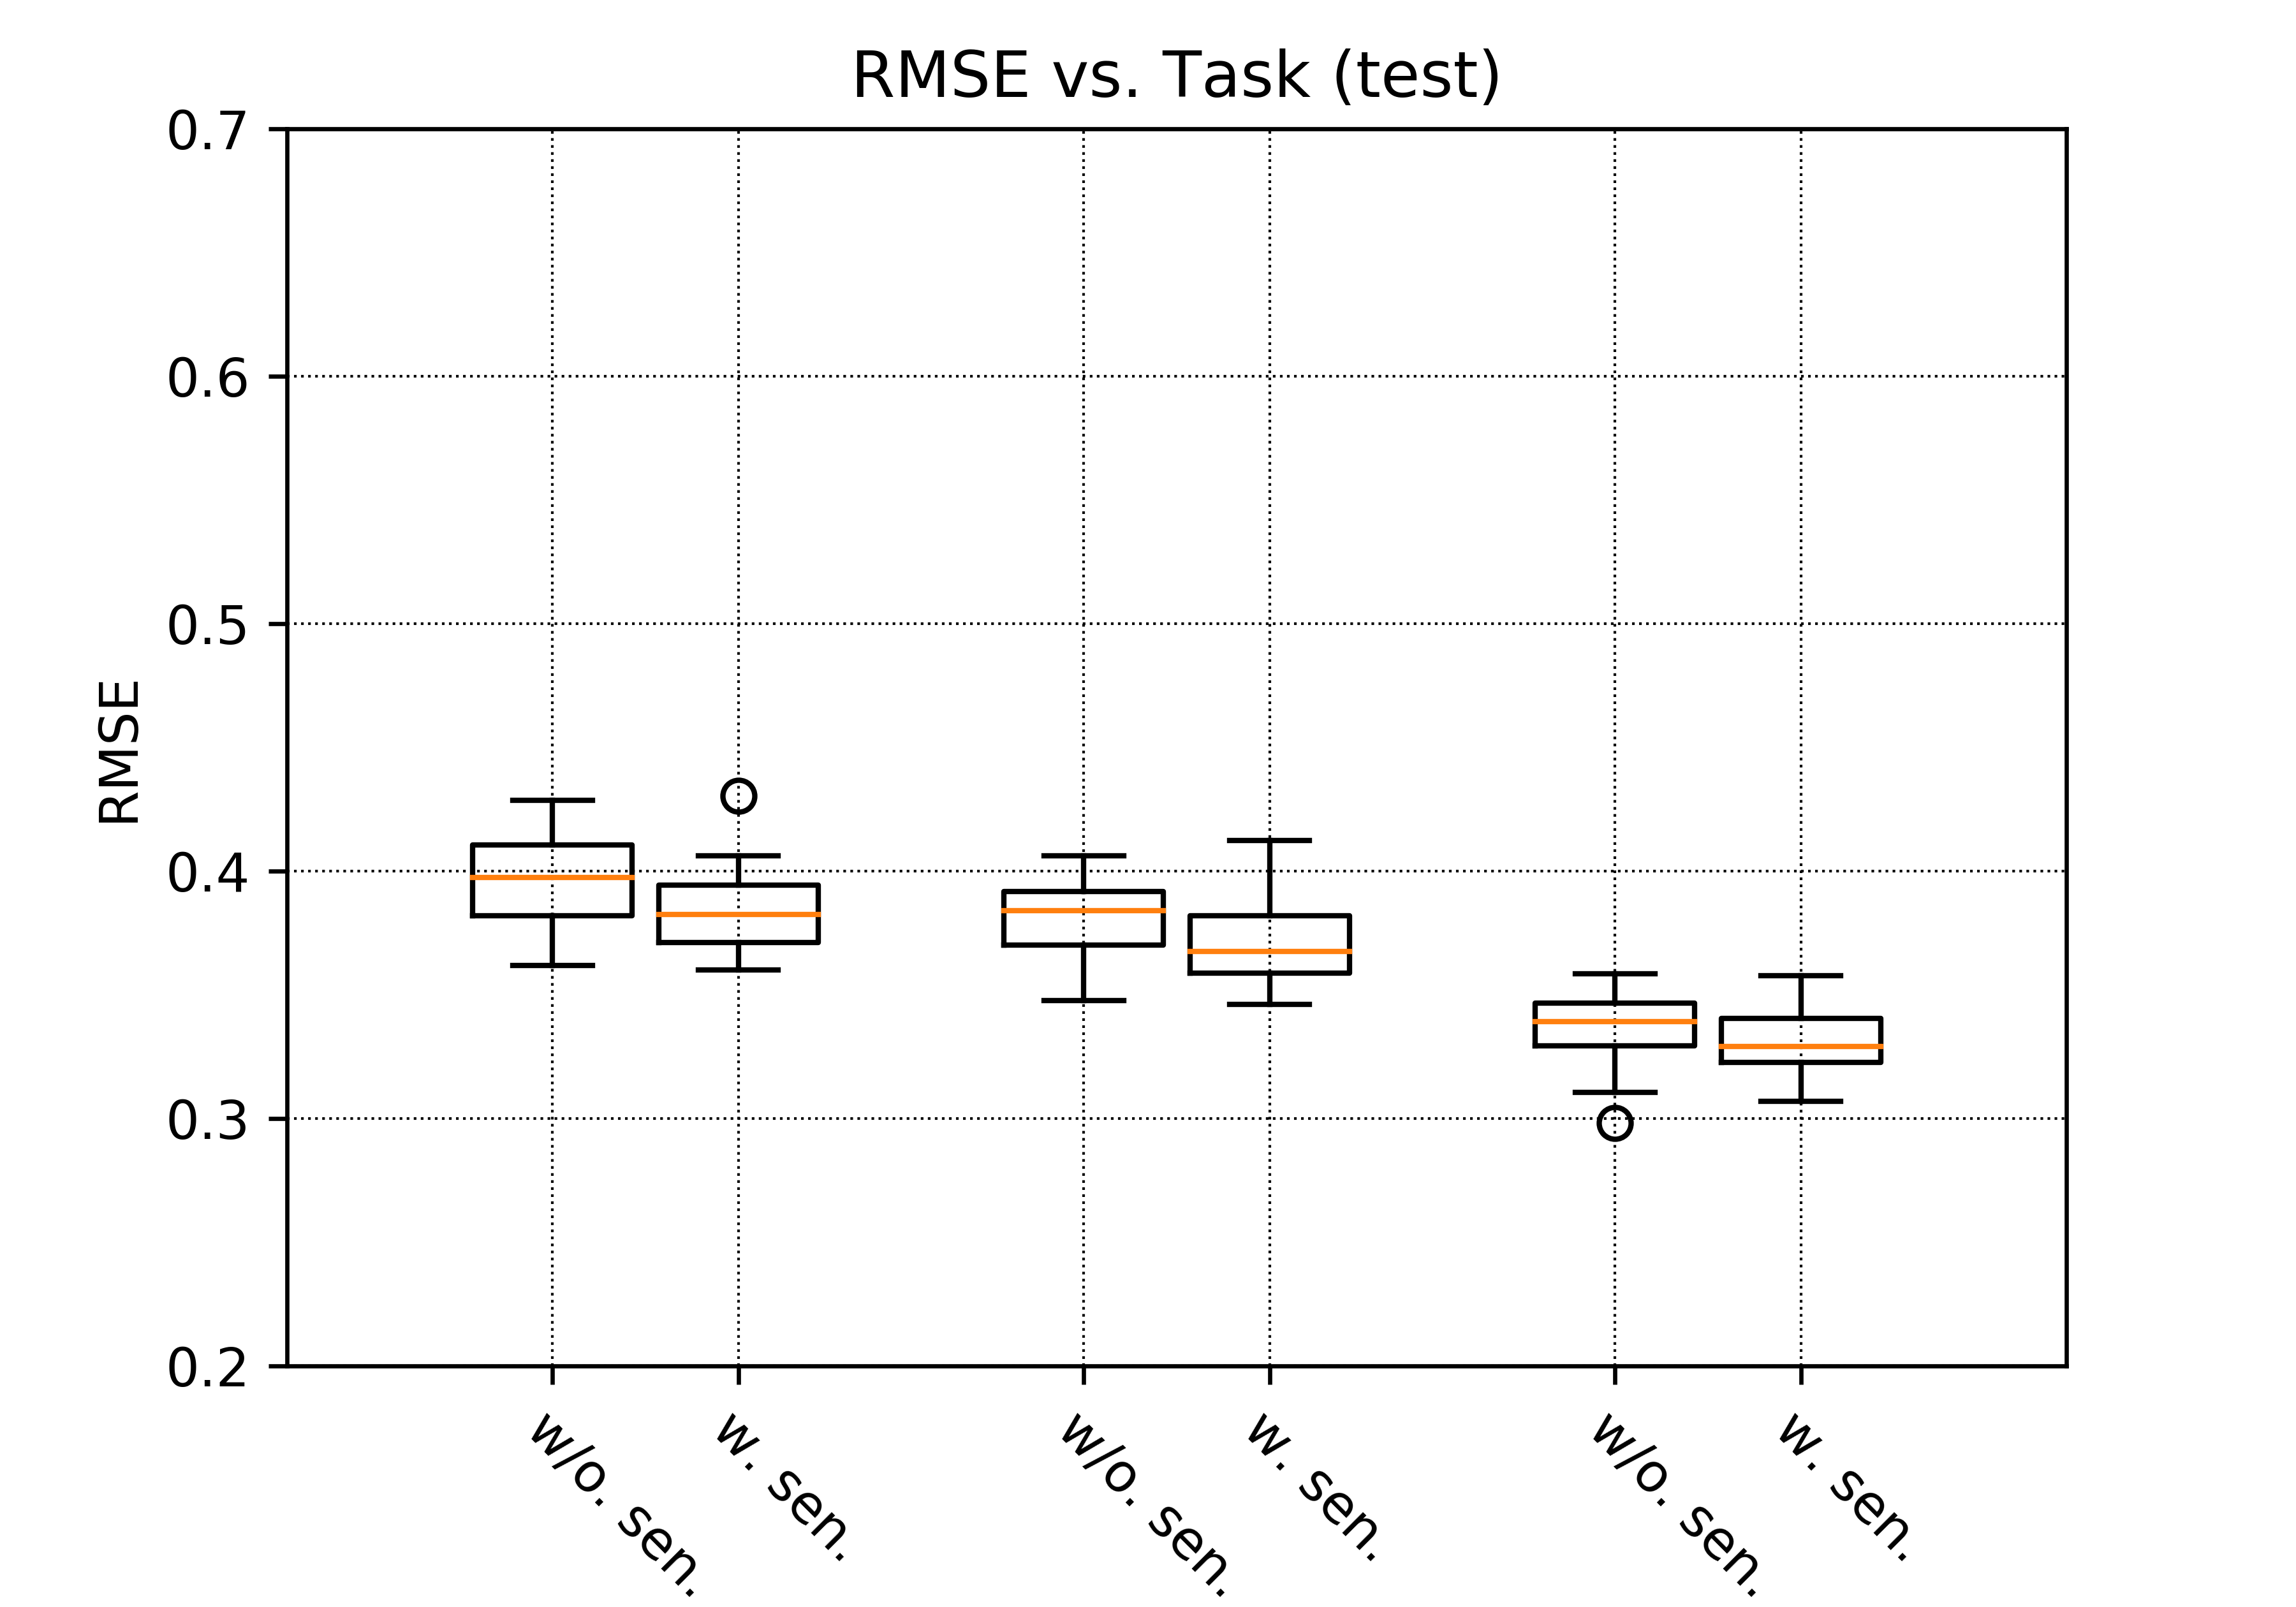 RMSE vs. Task (test)
0.7
0.6
0.5
0.4
0.3
0.2
RMSE
w/o. sen.
w. sen.
w/o. sen.
w. sen.
w/o. sen.
w. sen.